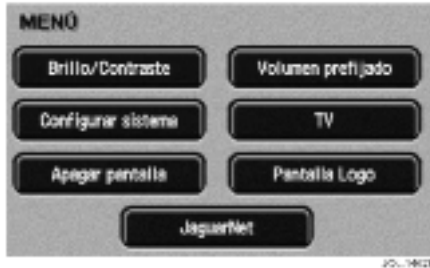 MENÚ
Brillo/Contraste
Volumen prefijado
Configurar sistema
TV
Apagar pantalla
Pantalla Logo
JaguarNet